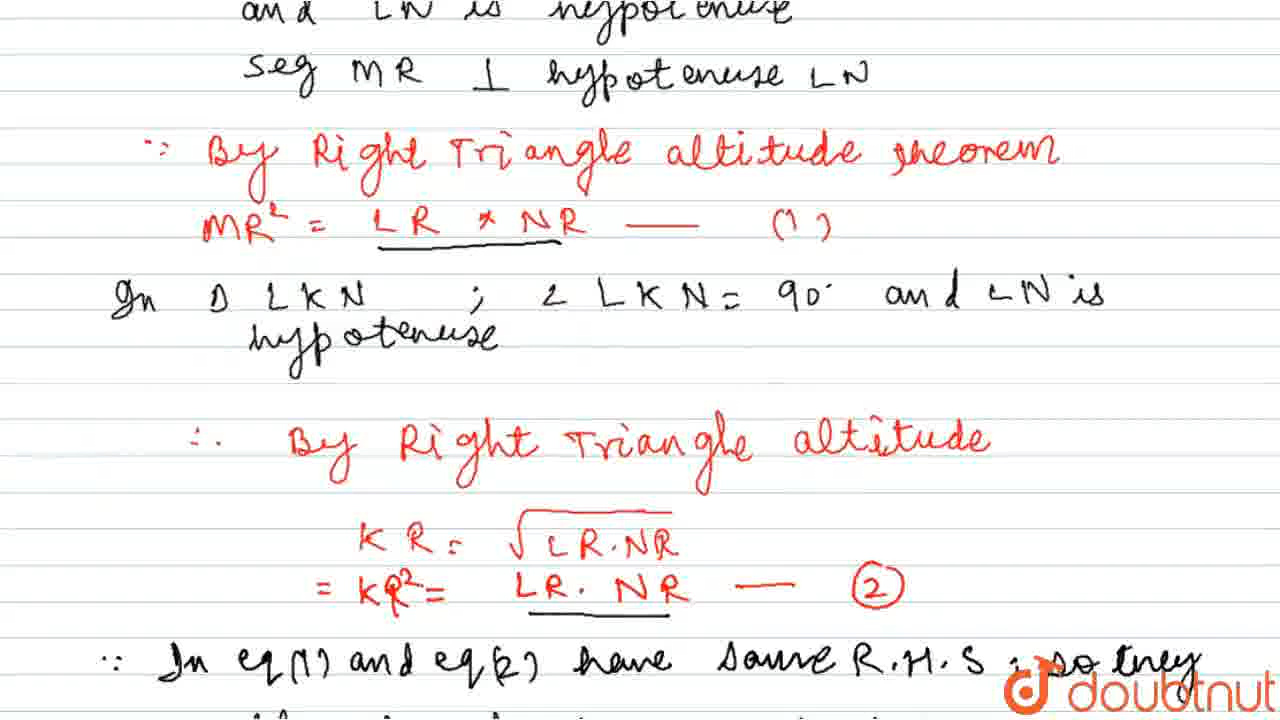 and LN is hypotenuse
seg MR ⊥ hypotenuse LN
∵ By Right Triangle altitude theorem
MR² = LR × NR — (1)
In Δ LKN ; ∠ LKN = 90° and LN is
hypotenuse
∴ By Right Triangle altitude
KR = √LR.NR
= KR² = LR. NR — 2
∵ In eq(1) and eq(2) have same R.H.S ; so they
doubtnut